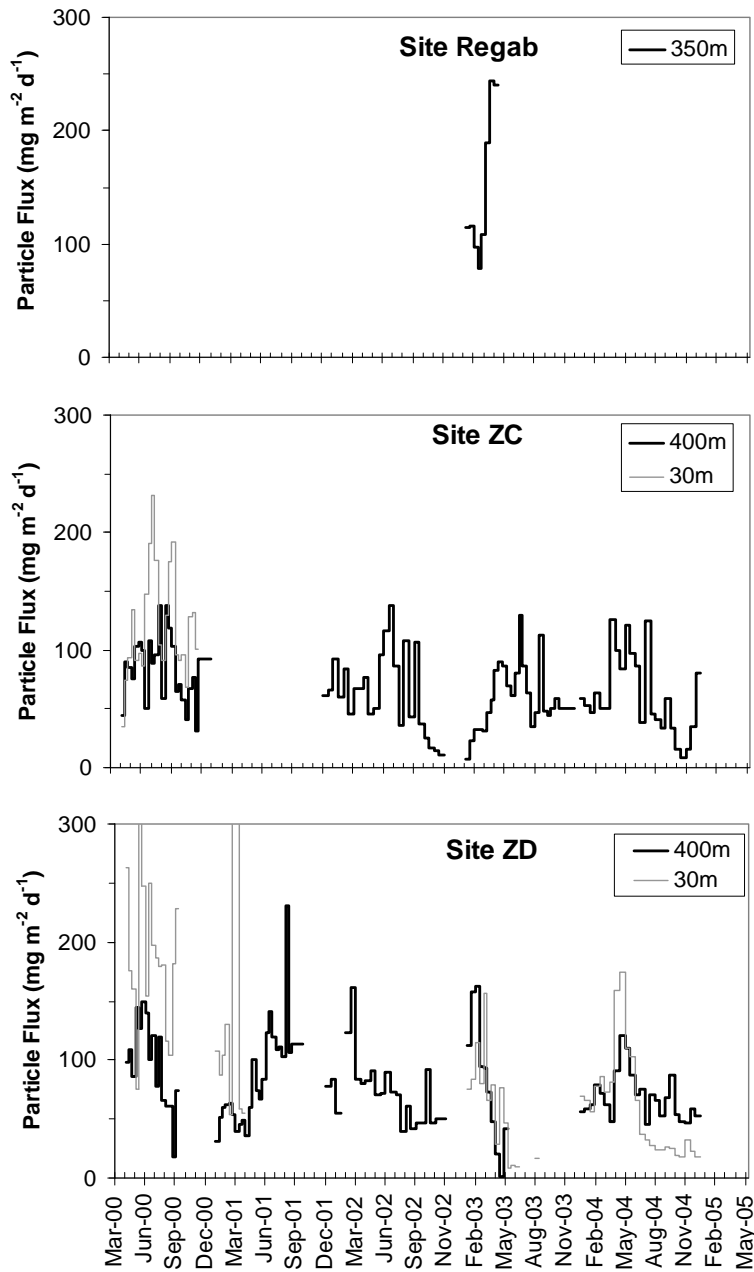 Site Regab
350m
Particle Flux (mg m⁻² d⁻¹)
300
200
100
0
Site ZC
400m
30m
Particle Flux (mg m⁻² d⁻¹)
300
200
100
0
Site ZD
400m
30m
Particle Flux (mg m⁻² d⁻¹)
300
200
100
0
Mar-00
Jun-00
Sep-00
Dec-00
Mar-01
Jun-01
Sep-01
Dec-01
Mar-02
Jun-02
Sep-02
Nov-02
Feb-03
May-03
Aug-03
Nov-03
Feb-04
May-04
Aug-04
Nov-04
Feb-05
May-05